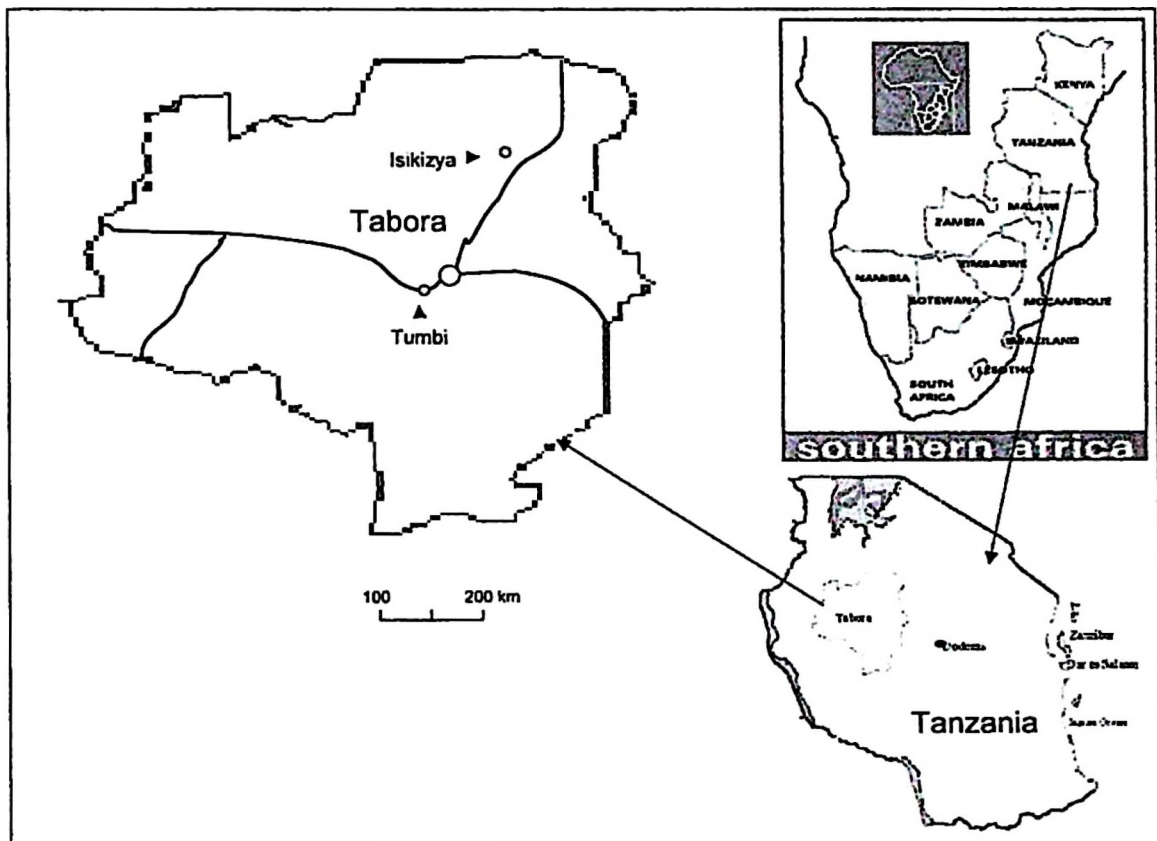 Isikizya
Tabora
Tumbi
100 200 km
KENYA
TANZANIA
MALAWI
ZAMBIA
ZIMBABWE
NAMIBIA
BOTSWANA
MOCAMBIQUE
SWAZILAND
LESOTHO
SOUTH
AFRICA
southern africa
Tabora
Dodoma
Zanzibar
Dar es Salaam
Tanzania